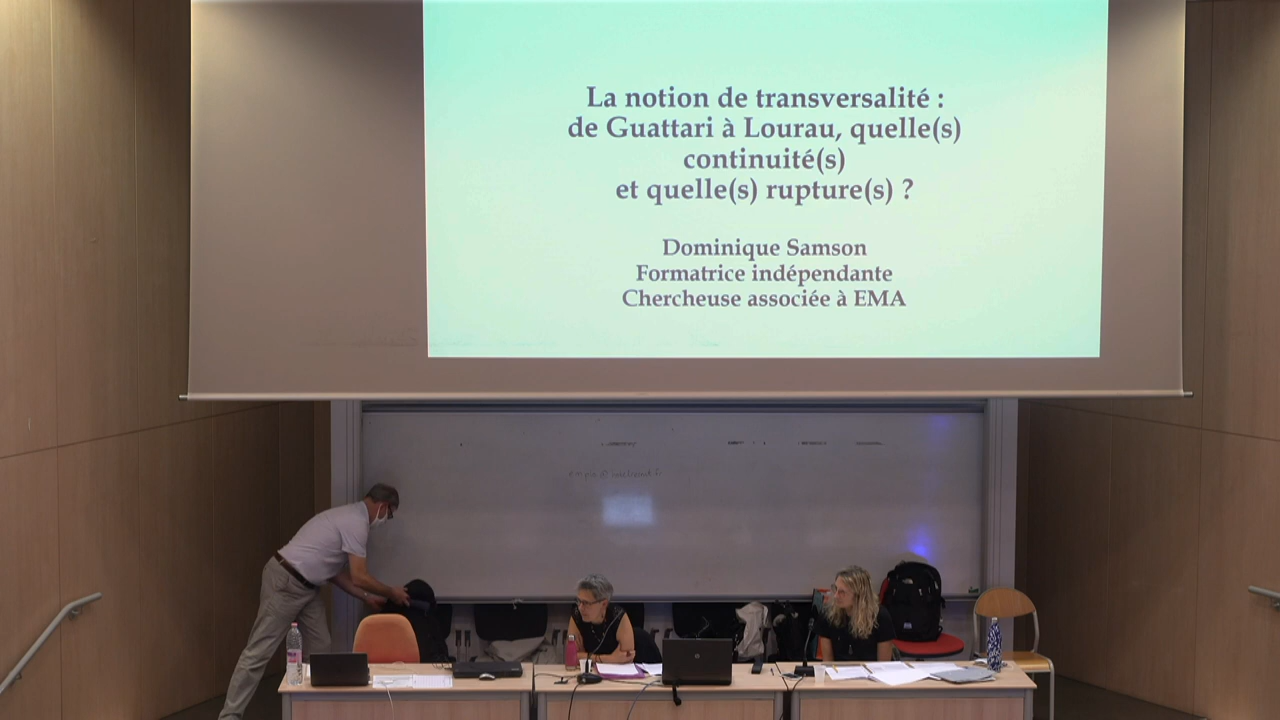 La notion de transversalité :
de Guattari à Lourau, quelle(s)
continuité(s)
et quelle(s) rupture(s) ?
Dominique Samson
Formatrice indépendante
Chercheuse associée à EMA